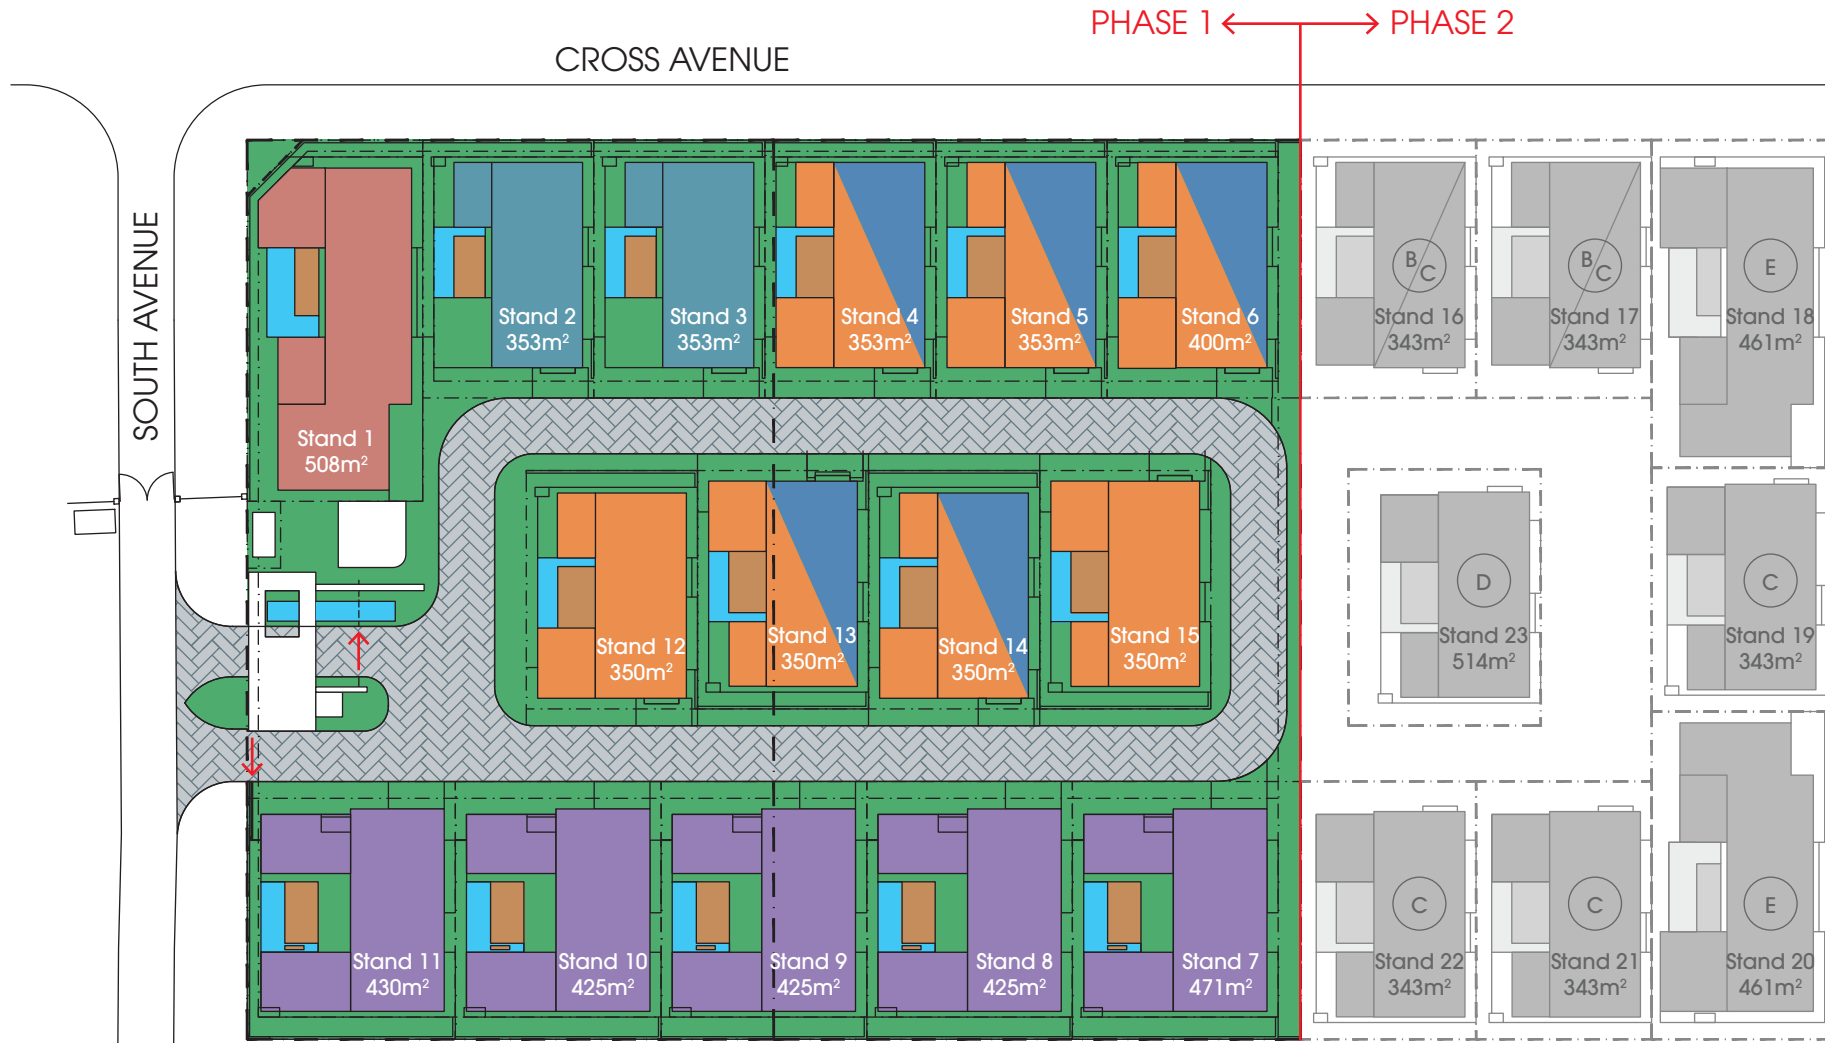 PHASE 1
PHASE 2
CROSS AVENUE
SOUTH AVENUE
Stand 1
508m²
Stand 2
353m²
Stand 3
353m²
Stand 4
353m²
Stand 5
353m²
Stand 6
400m²
B
C
Stand 16
343m²
B
C
Stand 17
343m²
E
Stand 18
461m²
Stand 12
350m²
Stand 13
350m²
Stand 14
350m²
Stand 15
350m²
D
Stand 23
514m²
C
Stand 19
343m²
Stand 11
430m²
Stand 10
425m²
Stand 9
425m²
Stand 8
425m²
Stand 7
471m²
C
Stand 22
343m²
C
Stand 21
343m²
E
Stand 20
461m²